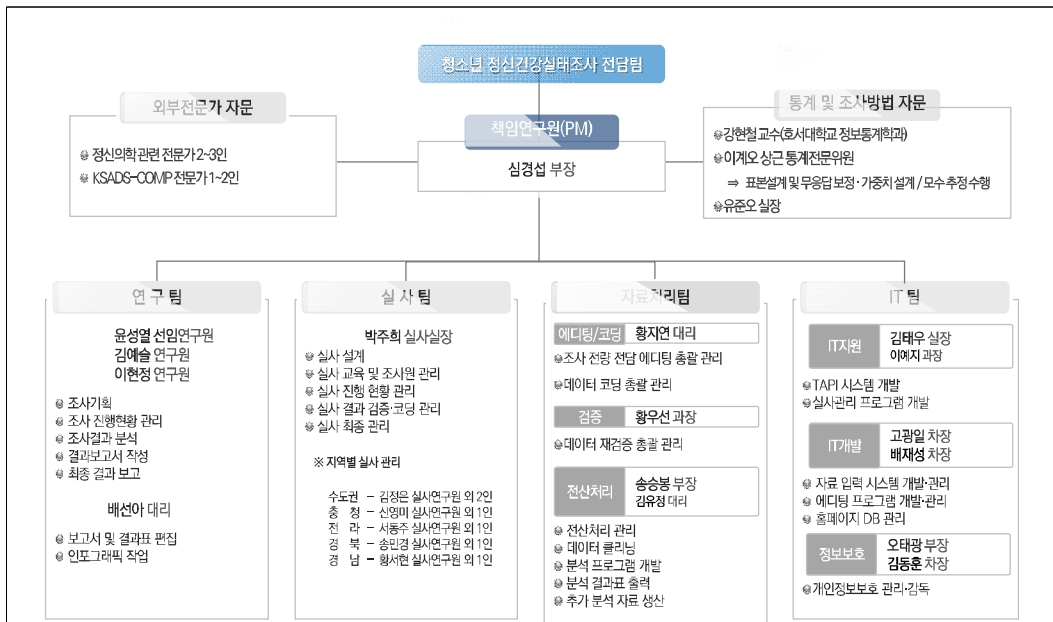 청소년 정신건강실태조사 전담팀
외부전문가 자문
정신의학 관련 전문가 2~3인
KSADS-COMP 전문가 1~2인
책임연구원(PM)
심경섭 부장
통계 및 조사방법 자문
강현철 교수(호서대학교 정보통계학과)
이계오 상근 통계전문위원
⇒ 표본설계 및 무응답 보정·가중치 설계 / 모수 추정 수행
유준오 실장
연 구 팀
윤성열 선임연구원
김예슬 연구원
이현정 연구원
조사기획
조사 진행현황 관리
조사결과 분석
결과보고서 작성
최종 결과 보고
배선아 대리
보고서 및 결과표 편집
인포그래픽 작업
실 사 팀
박주희 실사실장
실사 설계
실사 교육 및 조사원 관리
실사 진행 현황 관리
실사 결과 검증·코딩 관리
실사 최종 관리
※ 지역별 실사 관리
수도권 – 김정은 실사연구원 외 2인
충 청 – 신영미 실사연구원 외 1인
전 라 – 서동주 실사연구원 외 1인
경 북 – 송민경 실사연구원 외 1인
경 남 – 황서현 실사연구원 외 1인
자료처리팀
에디팅/코딩 황지연 대리
조사 전량 전담 에디팅 총괄 관리
데이터 코딩 총괄 관리
검증 황우선 과장
데이터 재검증 총괄 관리
전산처리
송승봉 부장
김유정 대리
전산처리 관리
데이터 클리닝
분석 프로그램 개발
분석 결과표 출력
추가 분석 자료 생산
IT 팀
IT지원
김태우 실장
이예지 과장
TAPI 시스템 개발
실사관리 프로그램 개발
IT개발
고광일 차장
배재성 차장
자료 입력 시스템 개발·관리
에디팅 프로그램 개발·관리
홈페이지 DB 관리
정보보호
오태광 부장
김동훈 차장
개인정보보호 관리·감독